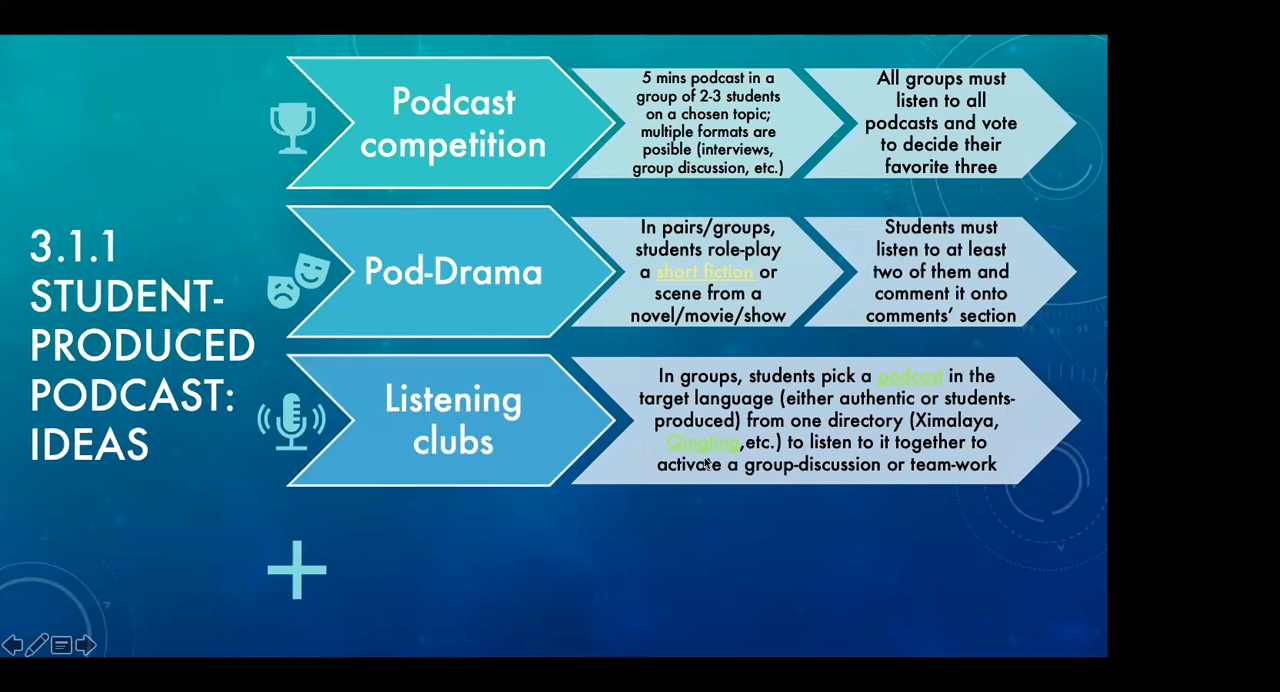 3.1.1
STUDENT-
PRODUCED
PODCAST:
IDEAS
Podcast
competition
5 mins podcast in a
group of 2-3 students
on a chosen topic;
multiple formats are
posible (interviews,
group discussion, etc.)
All groups must
listen to all
podcasts and vote
to decide their
favorite three
Pod-Drama
In pairs/groups,
students role-play
a short fiction or
scene from a
novel/movie/show
Students must
listen to at least
two of them and
comment it onto
comments’ section
Listening
clubs
In groups, students pick a podcast in the
target language (either authentic or students-
produced) from one directory (Ximalaya,
Qingting,etc.) to listen to it together to
activate a group-discussion or team-work